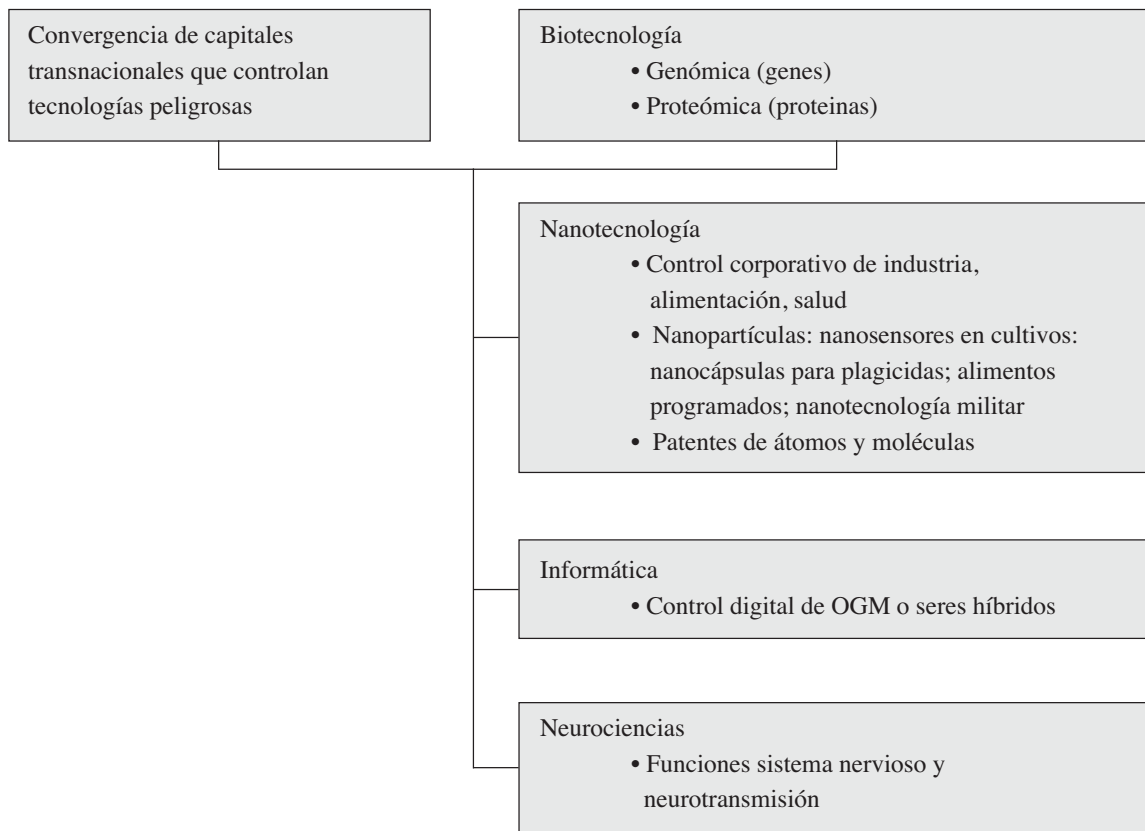 Convergencia de capitales
transnacionales que controlan
tecnologías peligrosas
Biotecnología
• Genómica (genes)
• Proteómica (proteinas)
Nanotecnología
• Control corporativo de industria,
alimentación, salud
• Nanopartículas: nanosensores en cultivos:
nanocápsulas para plagicidas; alimentos
programados; nanotecnología militar
• Patentes de átomos y moléculas
Informática
• Control digital de OGM o seres híbridos
Neurociencias
• Funciones sistema nervioso y
neurotransmisión